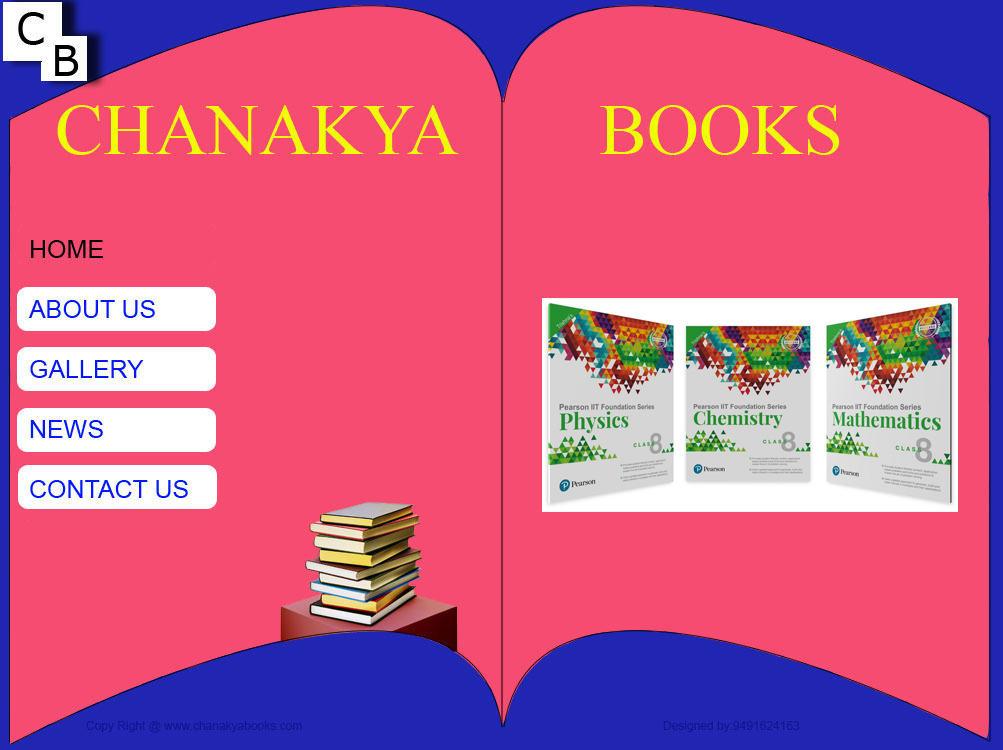 C
B
CHANAKYA BOOKS
HOME
ABOUT US
GALLERY
NEWS
CONTACT US
Pearson IIT Foundation Series
Physics
CLASS 8
Pearson
Pearson IIT Foundation Series
Chemistry
CLASS 8
Pearson
Pearson IIT Foundation Series
Mathematics
CLASS 8
Pearson
Copy Right @ www.chanakyabooks.com
Designed by:9491624163